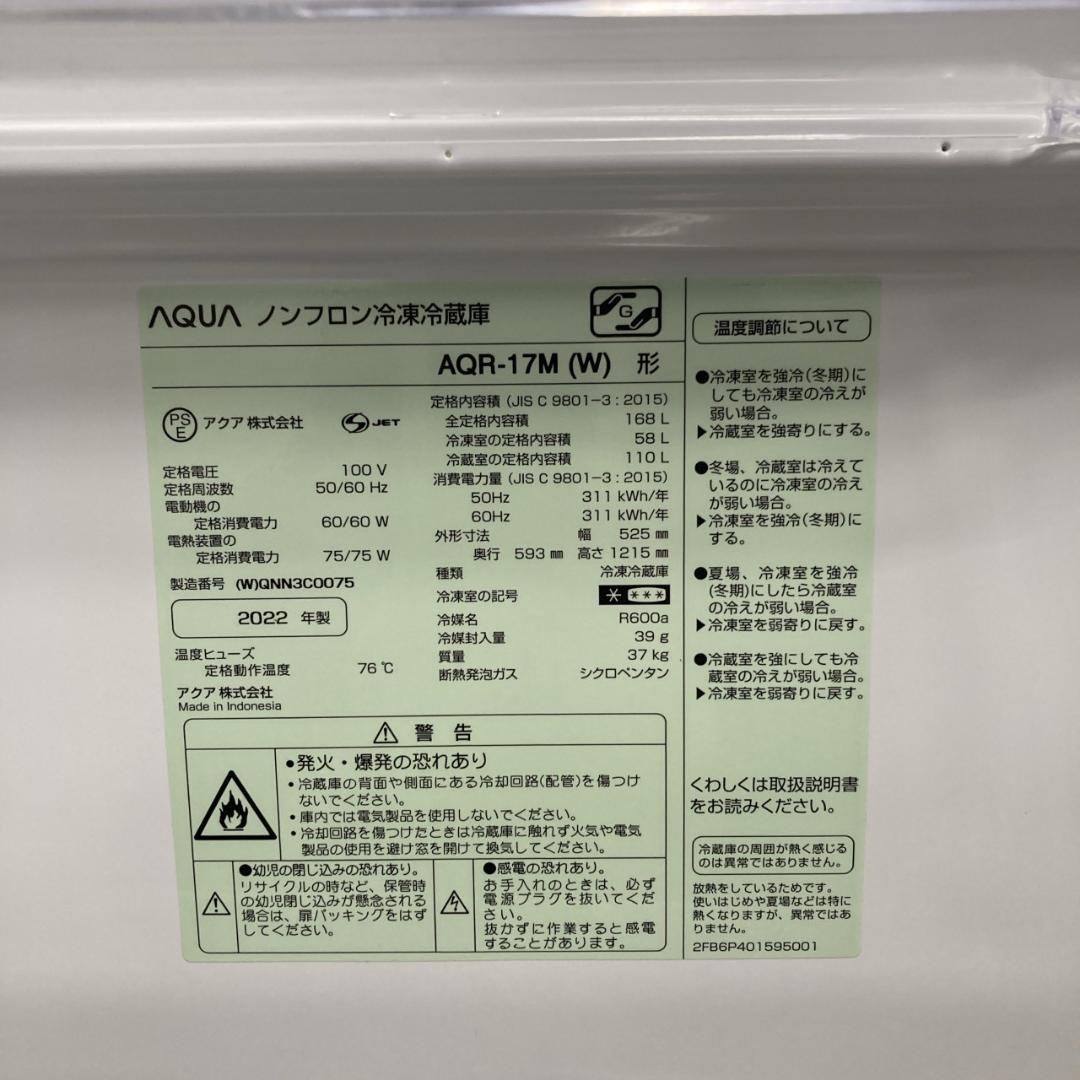 AQUA ノンフロン冷凍冷蔵庫
G
AQR-17M (W) 形
PS
E
アクア 株式会社
JET
定格電圧 100 V
定格周波数 50/60 Hz
電動機の
定格消費電力 60/60 W
電熱装置の
定格消費電力 75/75 W
製造番号 (W)QNN3C0075
2022 年製
温度ヒューズ
定格動作温度 76 ℃
アクア 株式会社
Made in Indonesia
定格内容積 (JIS C 9801-3 : 2015)
全定格内容積 168 L
冷凍室の定格内容積 58 L
冷蔵室の定格内容積 110 L
消費電力量 (JIS C 9801-3 : 2015)
50Hz 311 kWh/年
60Hz 311 kWh/年
外形寸法 幅 525 ㎜
奥行 593 ㎜ 高さ 1215 ㎜
種類 冷凍冷蔵庫
冷凍室の記号
冷媒名 R600a
冷媒封入量 39 g
質量 37 kg
断熱発泡ガス シクロペンタン
警 告
●発火・爆発の恐れあり
・冷蔵庫の背面や側面にある冷却回路(配管)を傷つけ
ないでください。
・庫内では電気製品を使用しないでください。
・冷却回路を傷つけたときは冷蔵庫に触れず火気や電気
製品の使用を避け窓を開けて換気してください。
●幼児の閉じ込みの恐れあり。
リサイクルの時など、保管時
の幼児閉じ込みが懸念される
場合は、扉パッキングをはず
してください。
●感電の恐れあり。
お手入れのときは、必ず
電源プラグを抜いてくだ
さい。
抜かずに作業すると感電
することがあります。
温度調節について
●冷凍室を強冷(冬期)に
しても冷凍室の冷えが
弱い場合。
▶冷蔵室を強寄りにする。
●冬場、冷蔵室は冷えて
いるのに冷凍室の冷え
が弱い場合。
▶冷凍室を強冷(冬期)に
する。
●夏場、冷凍室を強冷
(冬期)にしたら冷蔵室
の冷えが弱い場合。
▶冷凍室を弱寄りに戻す。
●冷蔵室を強にしても冷
蔵室の冷えが弱い場合。
▶冷凍室を弱寄りに戻す。
くわしくは取扱説明書
をお読みください。
冷蔵庫の周囲が熱く感じる
のは異常ではありません。
放熱をしているためです。
使いはじめや夏場などは特に
熱くなりますが、異常ではあ
りません。
2FB6P401595001